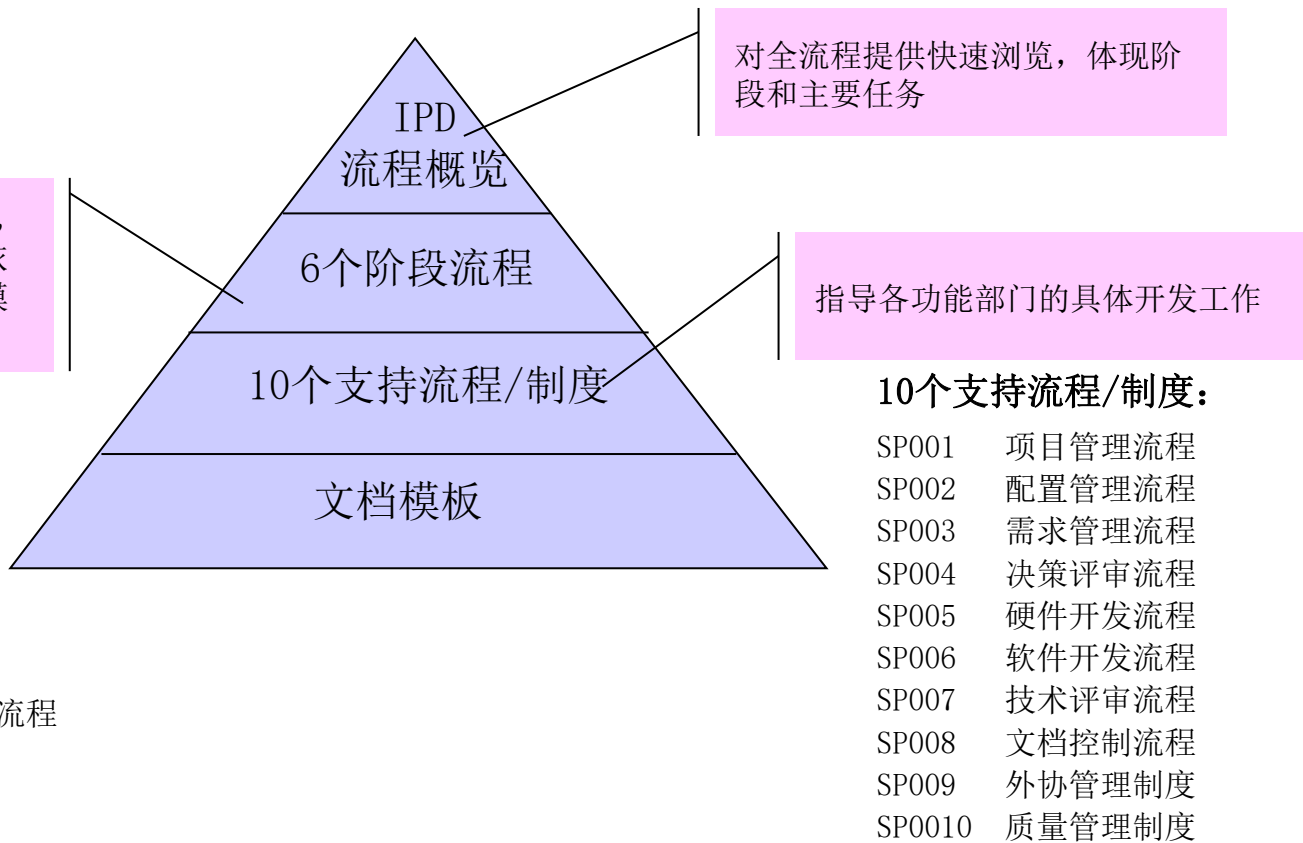 对全流程提供快速浏览，体现阶
段和主要任务
IPD
流程概览
6个阶段流程
10个支持流程/制度
文档模板
指导各功能部门的具体开发工作
10个支持流程/制度：
SP001 项目管理流程
SP002 配置管理流程
SP003 需求管理流程
SP004 决策评审流程
SP005 硬件开发流程
SP006 软件开发流程
SP007 技术评审流程
SP008 文档控制流程
SP009 外协管理制度
SP0010 质量管理制度
流程